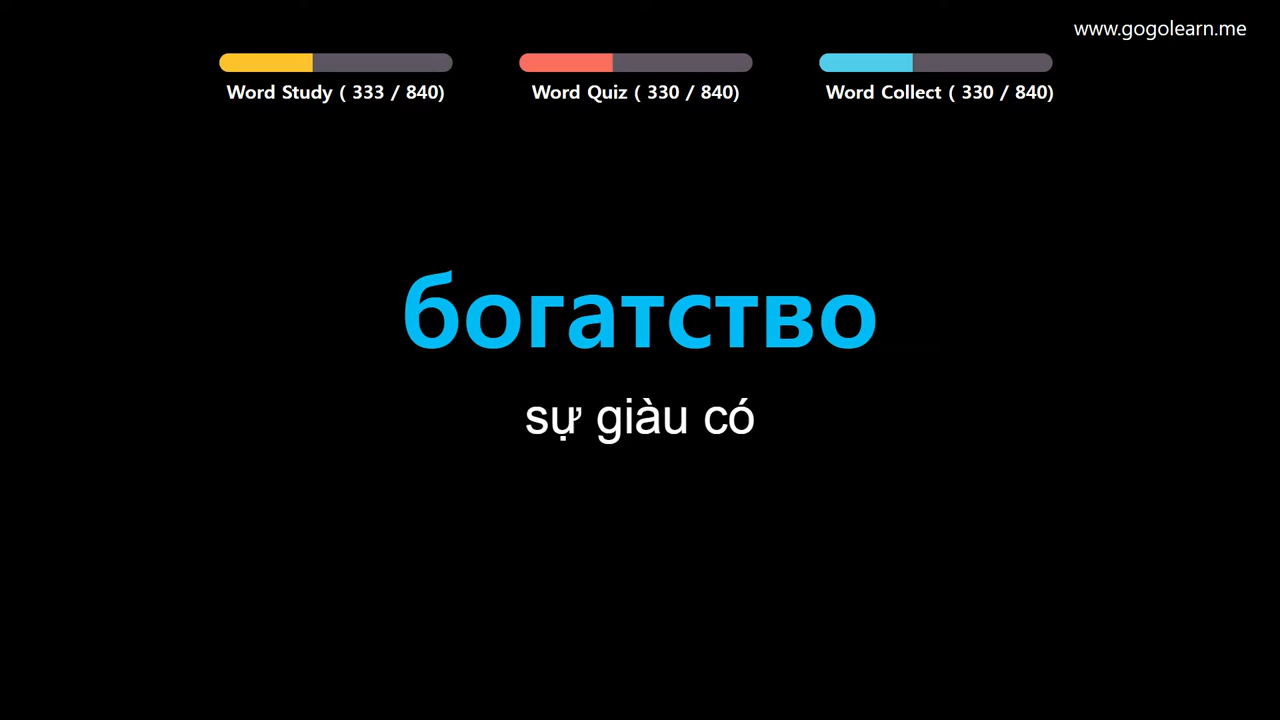 www.gogolearn.me
Word Study ( 333 / 840)
Word Quiz ( 330 / 840)
Word Collect ( 330 / 840)
богатство
sự giàu có